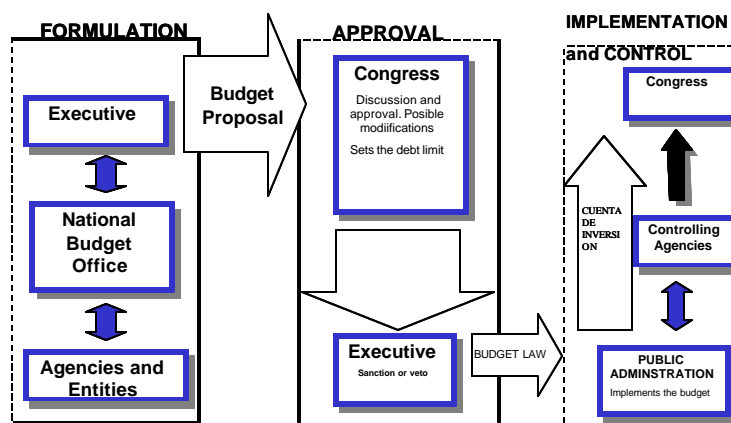 FORMULATION
Executive
National
Budget
Office
Agencies and
Entities
Budget
Proposal
APPROVAL
Congress
Discussion and
approval. Posible
modiifications
Sets the debt limit
Executive
Sanction or veto
BUDGET LAW
IMPLEMENTATION
and CONTROL
Congress
CUENTA
DE
INVERSI
ON
Controlling
Agencies
PUBLIC
ADMINSTRATION
Implements the budget